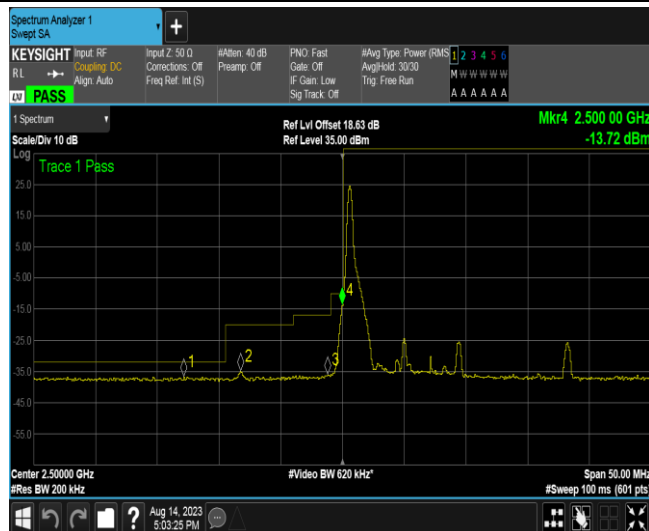 Spectrum Analyzer 1
Swept SA
KEYSIGHT
RL
LXI PASS
Input: RF
Coupling: DC
Align: Auto
Input Z: 50 Ω
Corrections: Off
Freq Ref: Int (S)
#Atten: 40 dB
Preamp: Off
PNO: Fast
Gate: Off
IF Gain: Low
Sig Track: Off
#Avg Type: Power (RMS
Avg|Hold: 30/30
Trig: Free Run
1 2 3 4 5 6
M W W W W W
A A A A A A
1 Spectrum
Scale/Div 10 dB
Ref Lvl Offset 18.63 dB
Ref Level 35.00 dBm
Mkr4 2.500 00 GHz
-13.72 dBm
Log
Trace 1 Pass
25.0
15.0
5.00
-5.00
-15.0
-25.0
-35.0
-45.0
-55.0
1
2
3
4
Center 2.50000 GHz
#Res BW 200 kHz
#Video BW 620 kHz*
Span 50.00 MHz
#Sweep 100 ms (601 pts)
Aug 14, 2023
5:03:25 PM